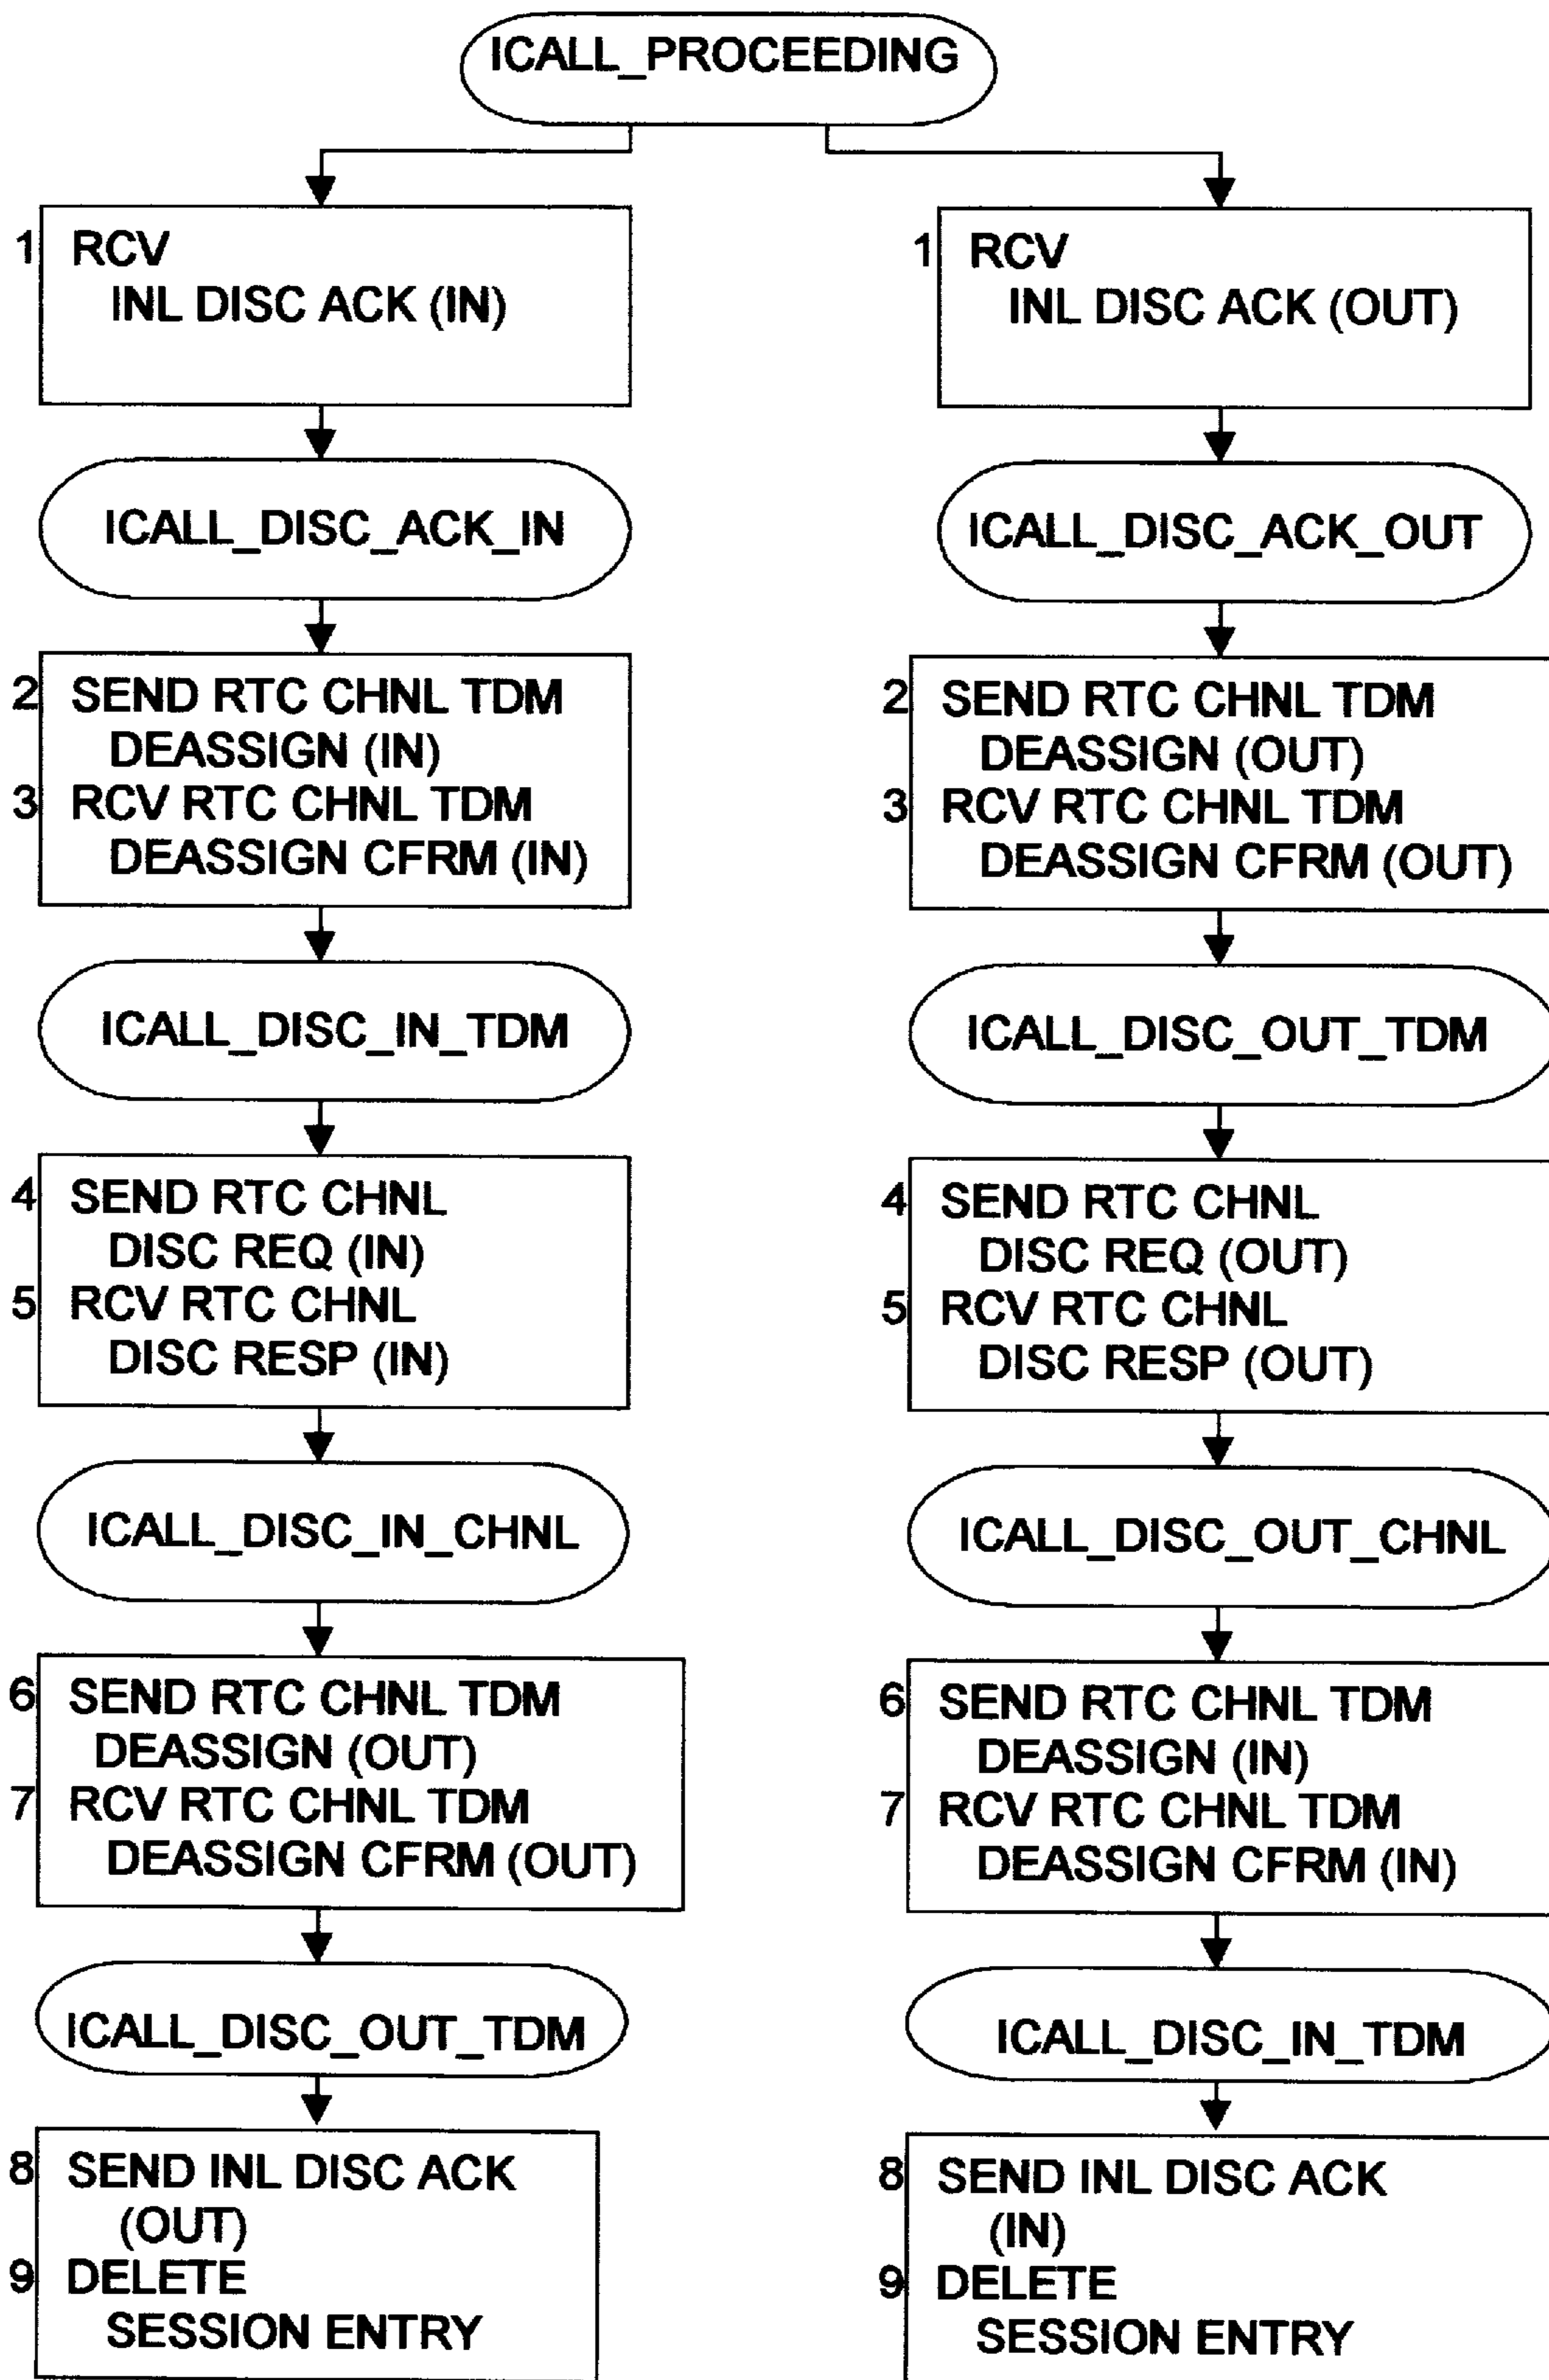 ICALL_PROCEEDING
1 RCV
INL DISC ACK (IN)
ICALL_DISC_ACK_IN
2 SEND RTC CHNL TDM
DEASSIGN (IN)
3 RCV RTC CHNL TDM
DEASSIGN CFRM (IN)
ICALL_DISC_IN_TDM
4 SEND RTC CHNL
DISC REQ (IN)
5 RCV RTC CHNL
DISC RESP (IN)
ICALL_DISC_IN_CHNL
6 SEND RTC CHNL TDM
DEASSIGN (OUT)
7 RCV RTC CHNL TDM
DEASSIGN CFRM (OUT)
ICALL_DISC_OUT_TDM
8 SEND INL DISC ACK
(OUT)
9 DELETE
SESSION ENTRY
1 RCV
INL DISC ACK (OUT)
ICALL_DISC_ACK_OUT
2 SEND RTC CHNL TDM
DEASSIGN (OUT)
3 RCV RTC CHNL TDM
DEASSIGN CFRM (OUT)
ICALL_DISC_OUT_TDM
4 SEND RTC CHNL
DISC REQ (OUT)
5 RCV RTC CHNL
DISC RESP (OUT)
ICALL_DISC_OUT_CHNL
6 SEND RTC CHNL TDM
DEASSIGN (IN)
7 RCV RTC CHNL TDM
DEASSIGN CFRM (IN)
ICALL_DISC_IN_TDM
8 SEND INL DISC ACK
(IN)
9 DELETE
SESSION ENTRY